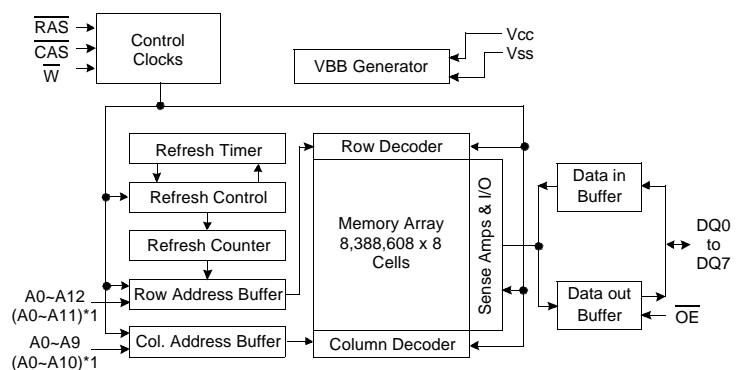 RAS
CAS
W
Control
Clocks
VBB Generator
Vcc
Vss
Refresh Timer
Refresh Control
Refresh Counter
Row Address Buffer
Col. Address Buffer
A0~A12
(A0~A11)*1
A0~A9
(A0~A10)*1
Row Decoder
Memory Array
8,388,608 x 8
Cells
Column Decoder
Sense Amps & I/O
Data in
Buffer
Data out
Buffer
DQ0
to
DQ7
OE